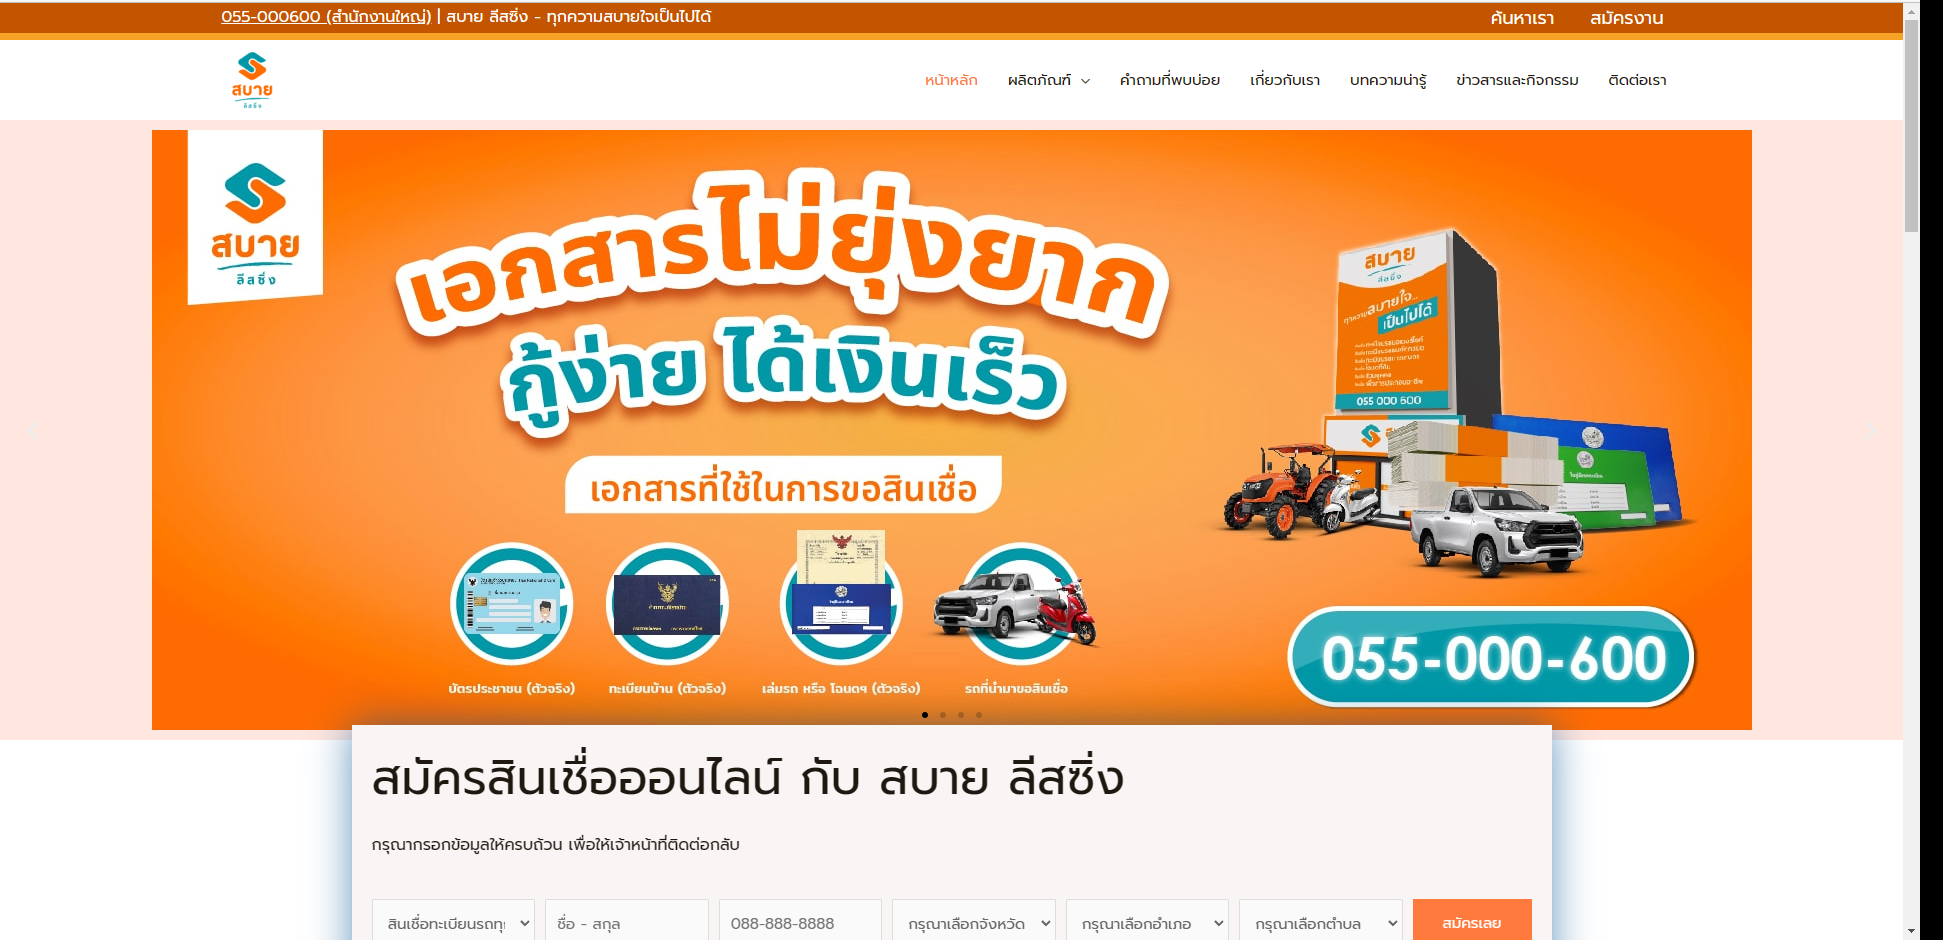 055-000600 (สำนักงานใหญ่) | สบาย ลีสซิ่ง - ทุกความสบายใจเป็นไปได้
ค้นหาเรา สมัครงาน
สบาย
ลีสซิ่ง
หน้าหลัก ผลิตภัณฑ์ คำถามที่พบบ่อย เกี่ยวกับเรา บทความน่ารู้ ข่าวสารและกิจกรรม ติดต่อเรา
สบาย
ลีสซิ่ง
เอกสารไม่ยุ่งยาก
กู้ง่าย ได้เงินเร็ว
เอกสารที่ใช้ในการขอสินเชื่อ
บัตรประชาชน (ตัวจริง) ทะเบียนบ้าน (ตัวจริง) เล่มรถ หรือ โฉนดฯ (ตัวจริง) รถที่นำมาขอสินเชื่อ
สบาย
ลีสซิ่ง
ทุกความสบายใจ...
เป็นไปได้
055 000 600
055-000-600
สมัครสินเชื่อออนไลน์ กับ สบาย ลีสซิ่ง
กรุณากรอกข้อมูลให้ครบถ้วน เพื่อให้เจ้าหน้าที่ติดต่อกลับ
สินเชื่อทะเบียนรถทุก ชื่อ - สกุล 088-888-8888 กรุณาเลือกจังหวัด กรุณาเลือกอำเภอ กรุณาเลือกตำบล สมัครเลย